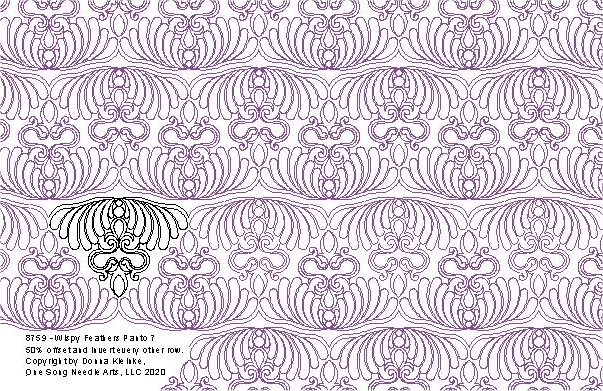 8759 - Wispy Feathers Panto 7
50% offset and invert every other row.
Copyright by Donna Kleinke,
One Song Needle Arts, LLC 2020